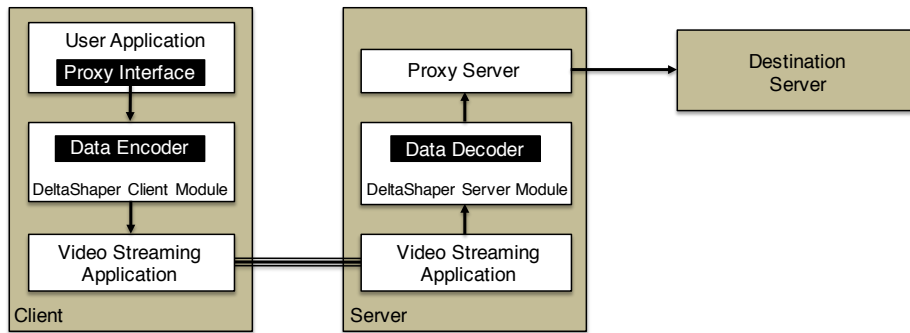 User Application
Proxy Interface
Data Encoder
DeltaShaper Client Module
Video Streaming
Application
Client
Proxy Server
Data Decoder
DeltaShaper Server Module
Video Streaming
Application
Server
Destination
Server